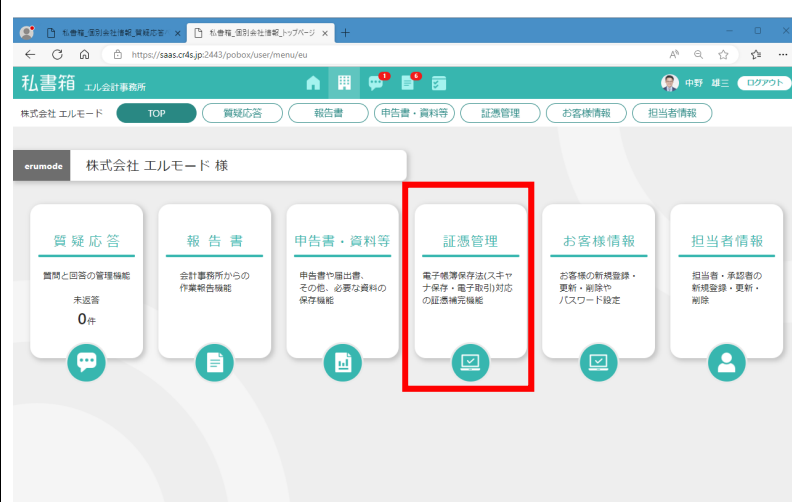 私書箱_個別会社情報_質疑応答
私書箱_個別会社情報_トップページ
https://saas.cr4s.jp:2443/pobox/user/menu/eu
私書箱 エル会計事務所
1
6
中野 雄三
ログアウト
株式会社 エルモード
TOP
質疑応答
報告書
申告書・資料等
証憑管理
お客様情報
担当者情報
erumode
株式会社 エルモード 様
質疑応答
質問と回答の管理機能
未返答
0件
報告書
会計事務所からの
作業報告機能
申告書・資料等
申告書や届出書、
その他、必要な資料の
保存機能
証憑管理
電子帳簿保存法(スキャ
ナ保存・電子取引)対応
の証憑補完機能
お客様情報
お客様の新規登録・
更新・削除や
パスワード設定
担当者情報
担当者・承認者の
新規登録・更新・
削除